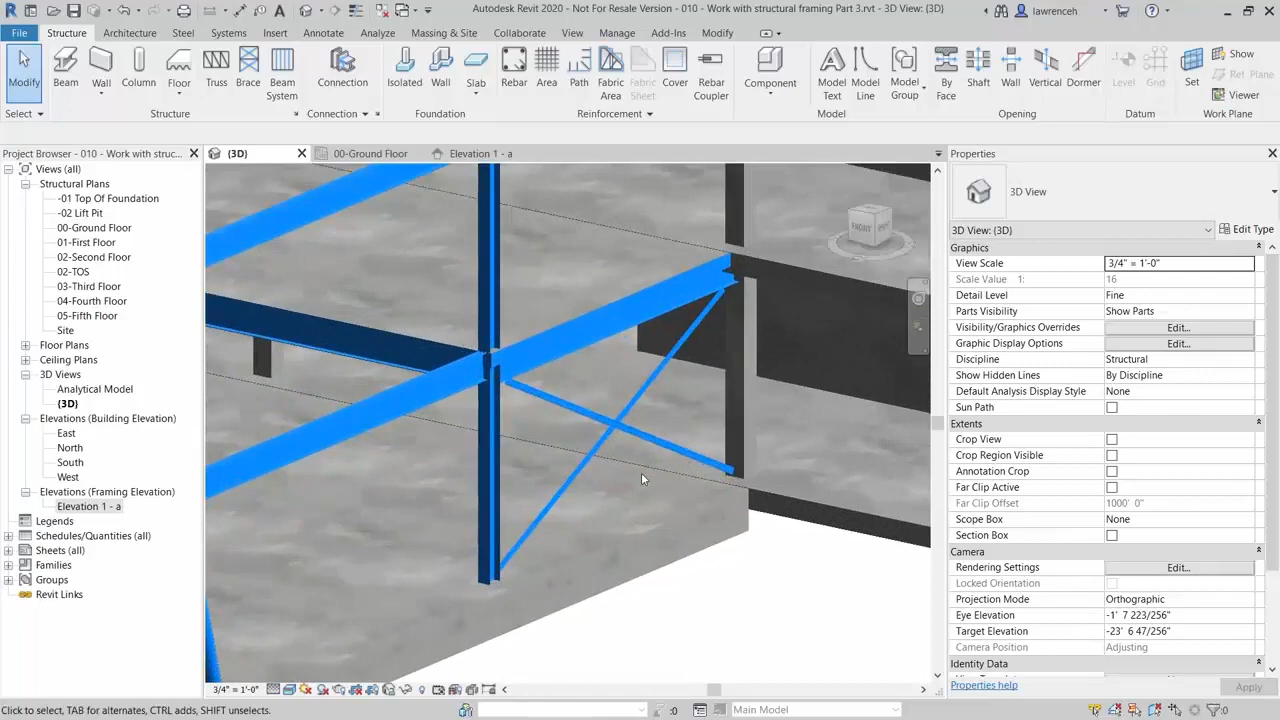 Autodesk Revit 2020 - Not For Resale Version - 010 - Work with structural framing Part 3.rvt - 3D View: {3D}
lawrenceh
File
Structure
Architecture
Steel
Systems
Insert
Annotate
Analyze
Massing & Site
Collaborate
View
Manage
Add-Ins
Modify
Modify
Beam
Wall
Column
Floor
Truss
Brace
Beam System
Connection
Isolated
Wall
Slab
Rebar
Area
Path
Fabric Area
Fabric Sheet
Cover
Rebar Coupler
Component
Model Text
Model Line
Model Group
By Face
Shaft
Wall
Vertical
Dormer
Level
Grid
Set
Show
Ref Plane
Viewer
Select
Structure
Connection
Foundation
Reinforcement
Model
Opening
Datum
Work Plane
Project Browser - 010 - Work with struc...
{3D}
00-Ground Floor
Elevation 1 - a
Properties
Views (all)
Structural Plans
-01 Top Of Foundation
-02 Lift Pit
00-Ground Floor
01-First Floor
02-Second Floor
02-TOS
03-Third Floor
04-Fourth Floor
05-Fifth Floor
Site
Floor Plans
Ceiling Plans
3D Views
Analytical Model
{3D}
Elevations (Building Elevation)
East
North
South
West
Elevations (Framing Elevation)
Elevation 1 - a
Legends
Schedules/Quantities (all)
Sheets (all)
Families
Groups
Revit Links
FRONT
3D View
3D View: {3D}
Edit Type
Graphics
View Scale 3/4" = 1'-0"
Scale Value 1: 16
Detail Level Fine
Parts Visibility Show Parts
Visibility/Graphics Overrides Edit...
Graphic Display Options Edit...
Discipline Structural
Show Hidden Lines By Discipline
Default Analysis Display Style None
Sun Path
Extents
Crop View
Crop Region Visible
Annotation Crop
Far Clip Active
Far Clip Offset 1000' 0"
Scope Box None
Section Box
Camera
Rendering Settings Edit...
Locked Orientation
Projection Mode Orthographic
Eye Elevation -1' 7 223/256"
Target Elevation -23' 6 47/256"
Camera Position Adjusting
Identity Data
Properties help
Apply
3/4" = 1'-0"
Click to select, TAB for alternates, CTRL adds, SHIFT unselects.
:0
Main Model
:0